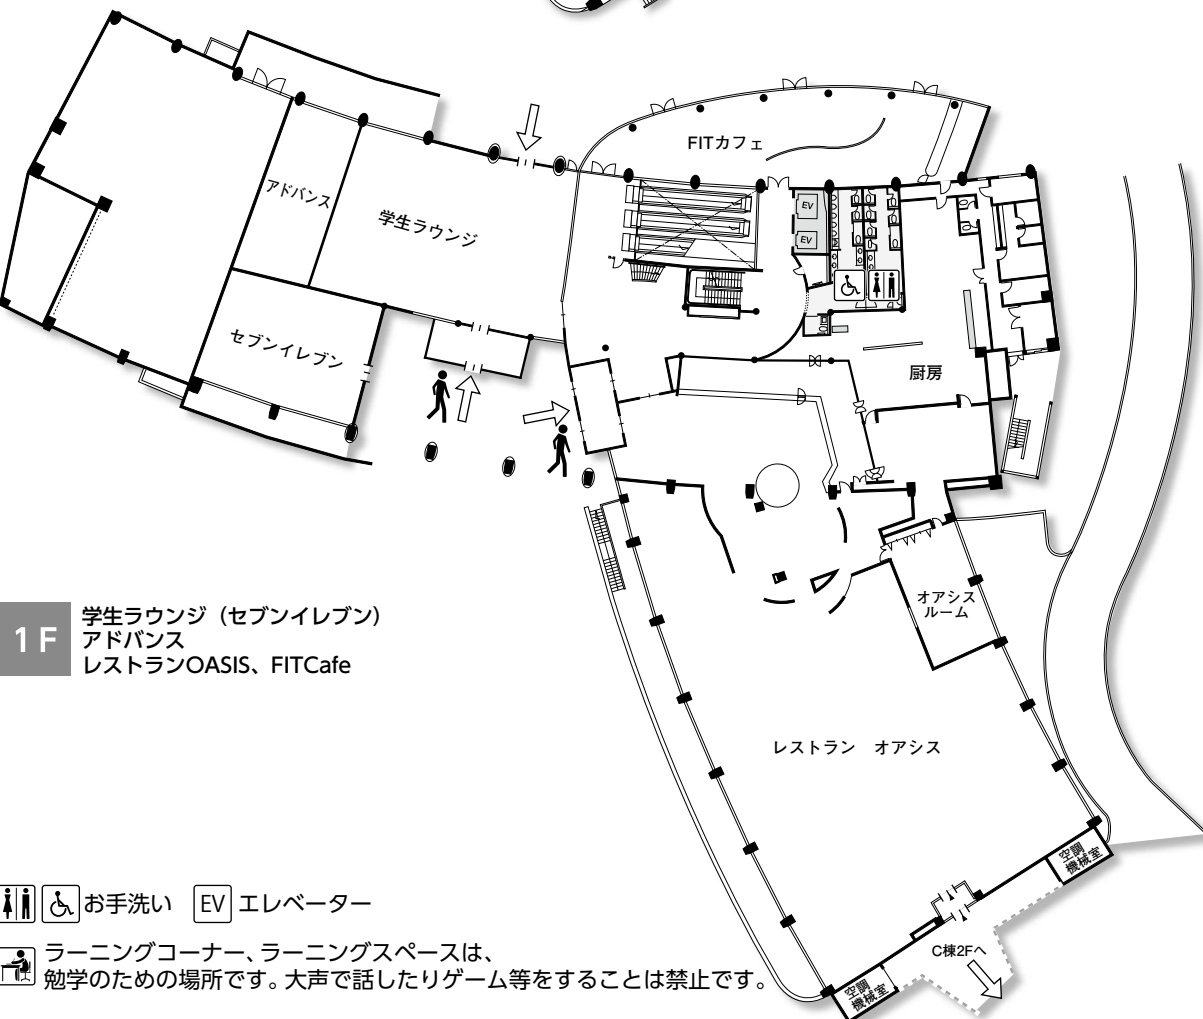 FITカフェ
アドバンス
学生ラウンジ
EV
EV
セブンイレブン
厨房
1F
学生ラウンジ（セブンイレブン）
アドバンス
レストランOASIS、FITCafe
オアシス
ルーム
レストラン　オアシス
空調
機械室
C棟2Fへ
空調
機械室
お手洗い EV エレベーター
ラーニングコーナー、ラーニングスペースは、
勉学のための場所です。大声で話したりゲーム等をすることは禁止です。